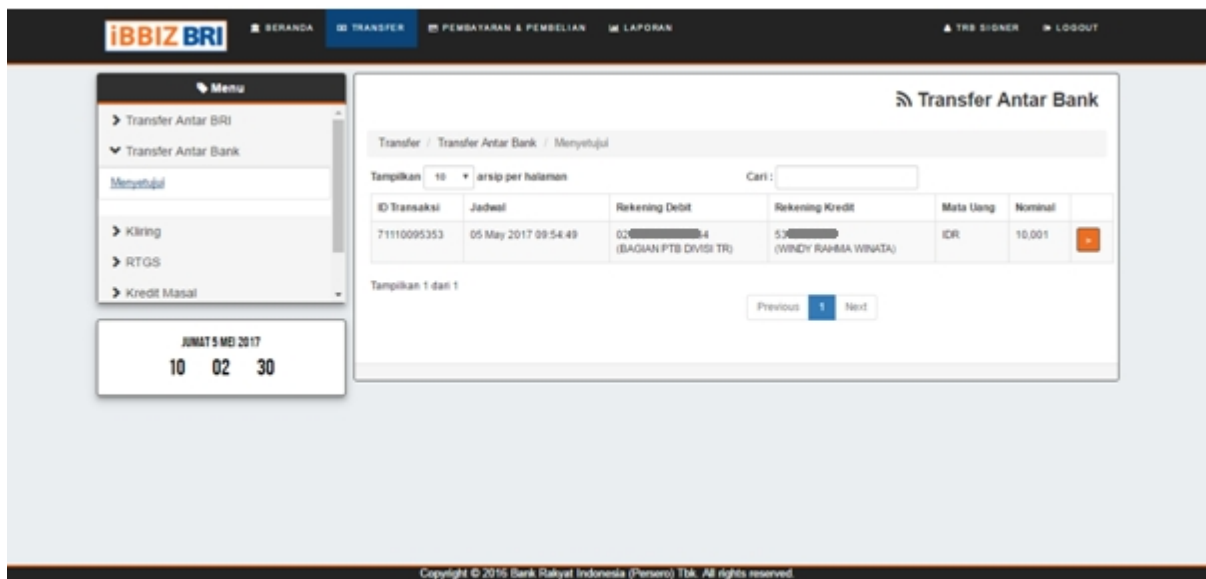 iBBIZ BRI
BERANDA
TRANSFER
PEMBAYARAN & PEMBELIAN
LAPORAN
TRB SIGNER
LOGOUT
Menu
Transfer Antar BRI
Transfer Antar Bank
Menyetujui
Kliring
RTGS
Kredit Masal
JUMAT 5 MEI 2017
10 02 30
Transfer Antar Bank
Transfer / Transfer Antar Bank / Menyetujui
Tampilkan 10 arsip per halaman
Cari :
ID Transaksi Jadwal Rekening Debit Rekening Kredit Mata Uang Nominal
71110095353 05 May 2017 09:54:49 02 4 53 IDR 10,001
(BAGIAN PTB DIVISI TR) (WINDY RAHMA WINATA)
Tampilkan 1 dari 1
Previous 1 Next
Copyright © 2016 Bank Rakyat Indonesia (Persero) Tbk. All rights reserved.